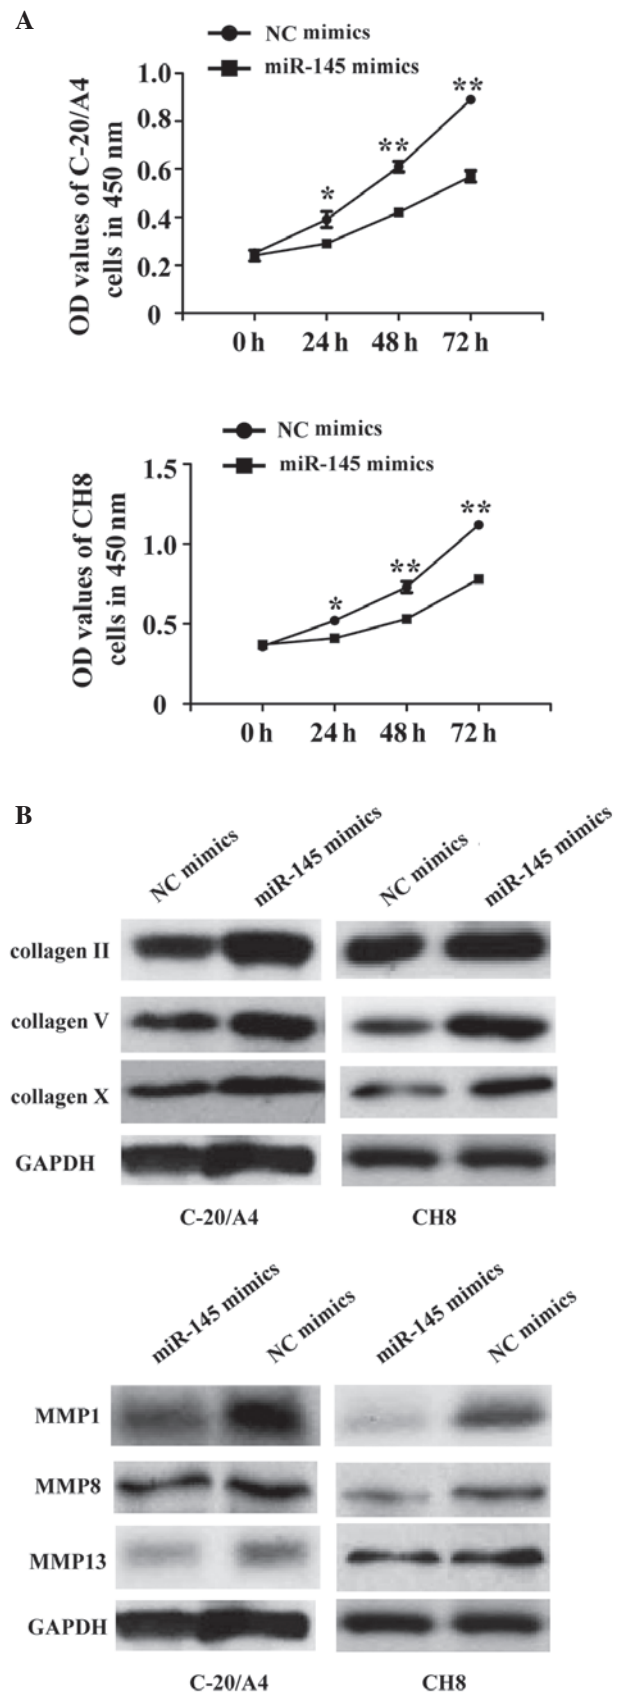 A
NC mimics
miR-145 mimics
OD values of C-20/A4
cells in 450 nm
1.0
0.8
0.6
0.4
0.2
0
*
**
**
0 h 24 h 48 h 72 h
NC mimics
miR-145 mimics
OD values of CH8
cells in 450 nm
1.5
1.0
0.5
0
*
**
**
0 h 24 h 48 h 72 h
B
NC mimics miR-145 mimics NC mimics miR-145 mimics
collagen II
collagen V
collagen X
GAPDH
C-20/A4 CH8
miR-145 mimics NC mimics miR-145 mimics NC mimics
MMP1
MMP8
MMP13
GAPDH
C-20/A4 CH8